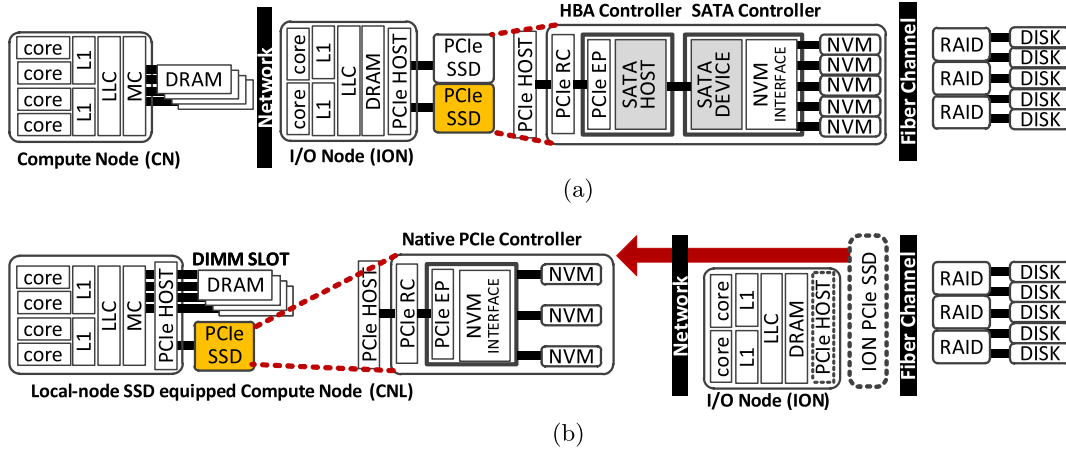 HBA Controller SATA Controller
core
core
core
core
L1
L1
LLC
MC
DRAM
Compute Node (CN)
Network
core
core
L1
L1
LLC
DRAM
PCIe HOST
I/O Node (ION)
PCIe
SSD
PCIe
SSD
PCIe HOST
PCIe RC
PCIe EP
SATA
HOST
SATA
DEVICE
NVM
INTERFACE
NVM
NVM
NVM
NVM
NVM
Fiber Channel
RAID
RAID
RAID
DISK
DISK
DISK
DISK
DISK
(a)
Native PCIe Controller
DIMM SLOT
core
core
core
core
L1
L1
LLC
MC
PCIe HOST
DRAM
PCIe
SSD
Local-node SSD equipped Compute Node (CNL)
PCIe HOST
PCIe RC
PCIe EP
NVM
INTERFACE
NVM
NVM
NVM
Network
core
core
L1
L1
LLC
DRAM
PCIe HOST
I/O Node (ION)
ION PCIe SSD
Fiber Channel
RAID
RAID
RAID
DISK
DISK
DISK
DISK
DISK
(b)